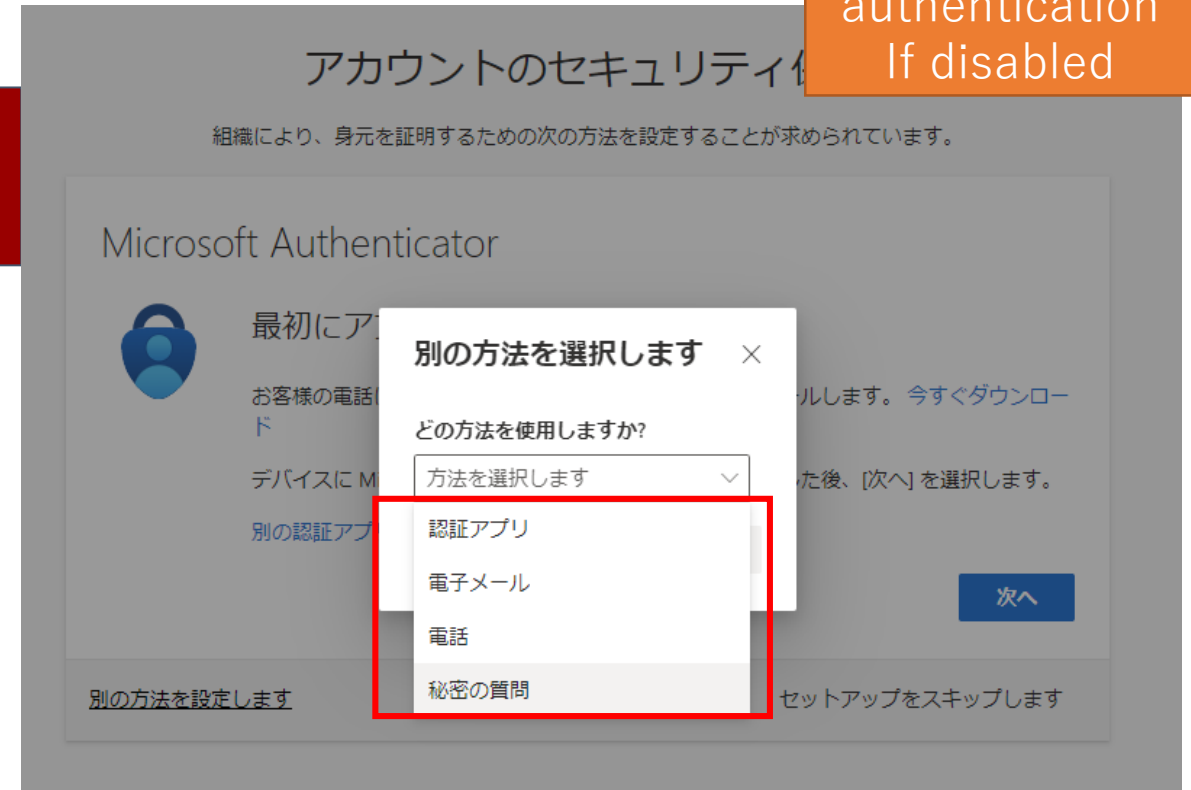 authentication
If disabled
アカウントのセキュリティ
組織により、身元を証明するための次の方法を設定することが求められています。
Microsoft Authenticator
最初にア
お客様の電話
ルします。 今すぐダウンロー
ド
デバイスに M
た後、[次へ] を選択します。
別の認証アプ
別の方法を選択します
どの方法を使用しますか?
方法を選択します
認証アプリ
電子メール
電話
秘密の質問
次へ
別の方法を設定します
セットアップをスキップします